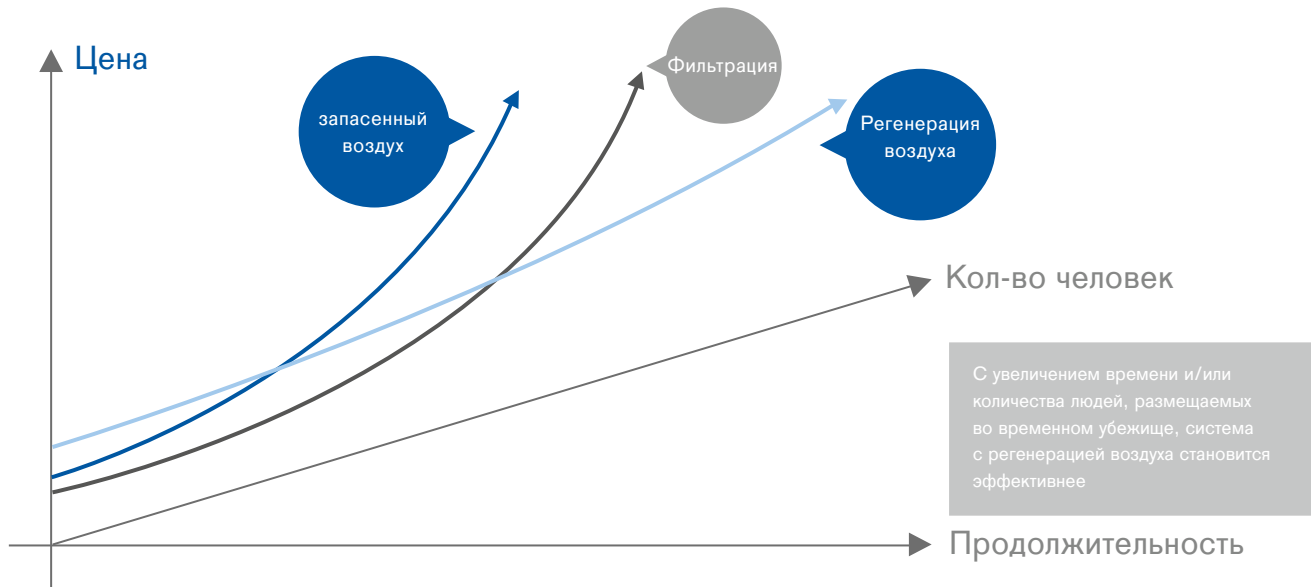 Цена
запасенный
воздух
Фильтрация
Регенерация
воздуха
Кол-во человек
С увеличением времени и/или
количества людей, размещаемых
во временном убежище, система
с регенерацией воздуха становится
эффективнее
Продолжительность